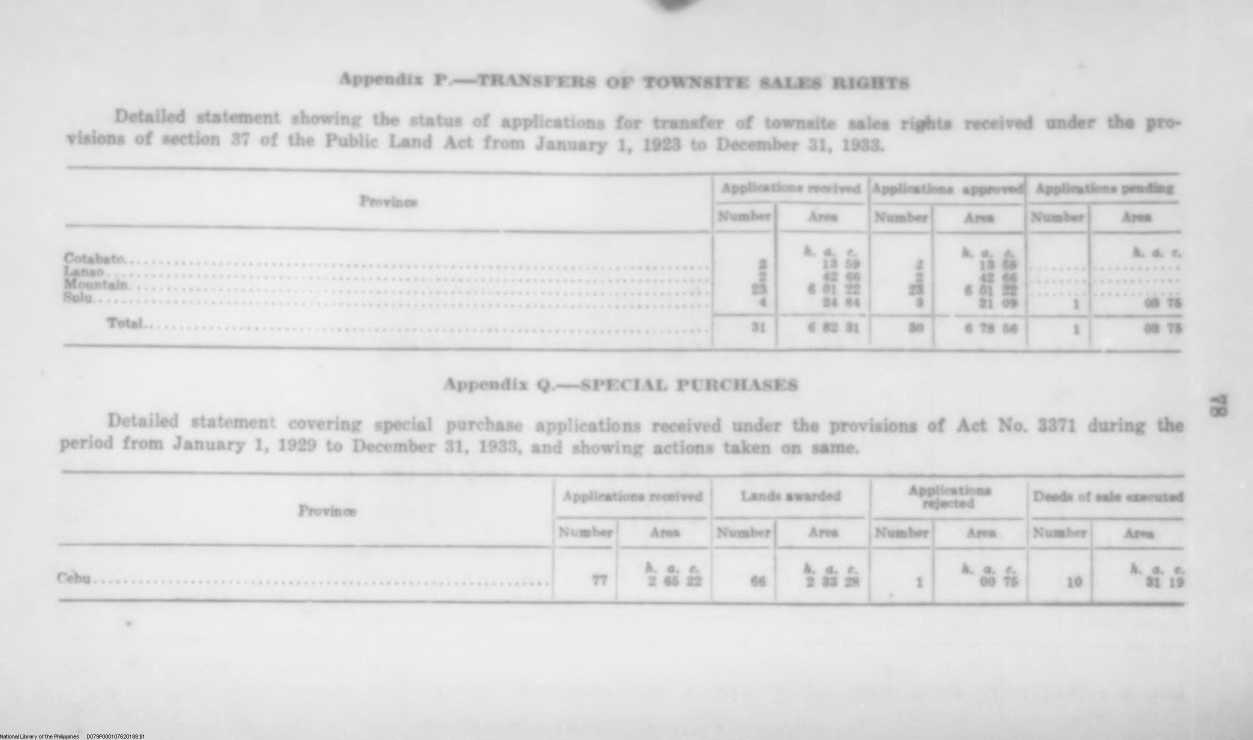 Appendix P.—TRANSFERS OF TOWNSITE SALES RIGHTS
Detailed statement showing the status of applications for transfer of townsite sales rights received under the pro-
visions of section 37 of the Public Land Act from January 1, 1923 to December 31, 1933.
Province Applications received Applications approved Applications pending
Number Area Number Area Number Area
h. a. c. h. a. c. h. a. c.
Cotabato 2 13 59 2 13 59
Lanao 2 42 66 2 42 66
Mountain 23 6 01 22 23 6 01 22
Sulu 4 24 84 3 21 09 1 03 75
Total 31 6 82 31 30 6 78 56 1 03 75
Appendix Q.—SPECIAL PURCHASES
Detailed statement covering special purchase applications received under the provisions of Act No. 3371 during the
period from January 1, 1929 to December 31, 1933, and showing actions taken on same.
Province Applications received Lands awarded Applications rejected Deeds of sale executed
Number Area Number Area Number Area Number Area
h. a. c. h. a. c. h. a. c. h. a. c.
Cebu 77 2 65 22 66 2 33 28 1 00 75 10 31 19
78
National Library of the Philippines